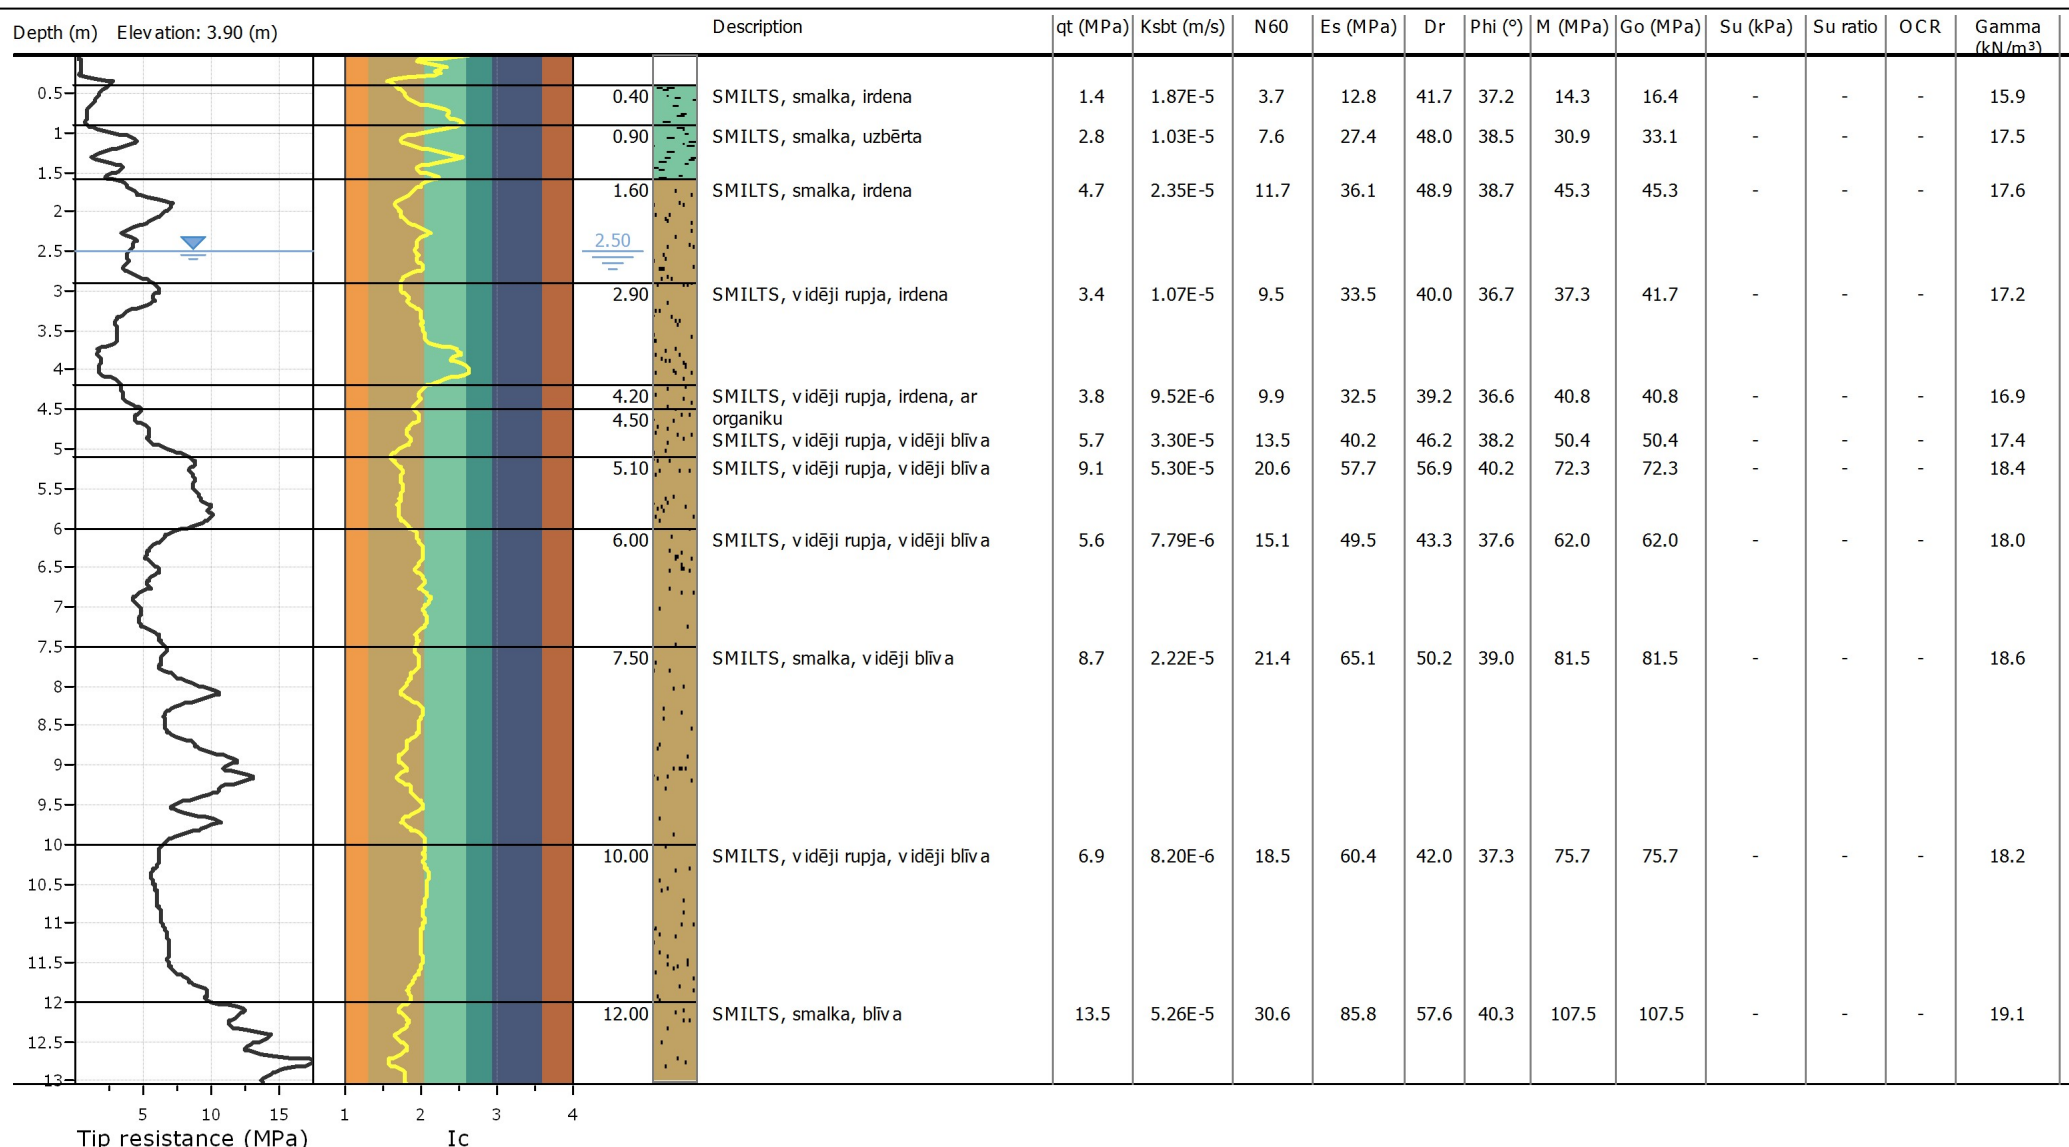 Depth (m) Elevation: 3.90 (m) Description qt (MPa) Ksbt (m/s) N60 Es (MPa) Dr Phi (°) M (MPa) Go (MPa) Su (kPa) Su ratio OCR Gamma (kN/m³)
0.5
0.40 SMILTS, smalka, irdena 1.4 1.87E-5 3.7 12.8 41.7 37.2 14.3 16.4 - - - 15.9
1
0.90 SMILTS, smalka, uzbērta 2.8 1.03E-5 7.6 27.4 48.0 38.5 30.9 33.1 - - - 17.5
1.5
1.60 SMILTS, smalka, irdena 4.7 2.35E-5 11.7 36.1 48.9 38.7 45.3 45.3 - - - 17.6
2
2.50
2.5
3
2.90 SMILTS, vidēji rupja, irdena 3.4 1.07E-5 9.5 33.5 40.0 36.7 37.3 41.7 - - - 17.2
3.5
4
4.20 SMILTS, vidēji rupja, irdena, ar 3.8 9.52E-6 9.9 32.5 39.2 36.6 40.8 40.8 - - - 16.9
4.5
4.50 organiku
SMILTS, vidēji rupja, vidēji blīva 5.7 3.30E-5 13.5 40.2 46.2 38.2 50.4 50.4 - - - 17.4
5
5.10 SMILTS, vidēji rupja, vidēji blīva 9.1 5.30E-5 20.6 57.7 56.9 40.2 72.3 72.3 - - - 18.4
5.5
6
6.00 SMILTS, vidēji rupja, vidēji blīva 5.6 7.79E-6 15.1 49.5 43.3 37.6 62.0 62.0 - - - 18.0
6.5
7
7.5
7.50 SMILTS, smalka, vidēji blīva 8.7 2.22E-5 21.4 65.1 50.2 39.0 81.5 81.5 - - - 18.6
8
8.5
9
9.5
10
10.00 SMILTS, vidēji rupja, vidēji blīva 6.9 8.20E-6 18.5 60.4 42.0 37.3 75.7 75.7 - - - 18.2
10.5
11
11.5
12
12.00 SMILTS, smalka, blīva 13.5 5.26E-5 30.6 85.8 57.6 40.3 107.5 107.5 - - - 19.1
12.5
13
5 10 15 1 2 3 4
Tip resistance (MPa) Ic